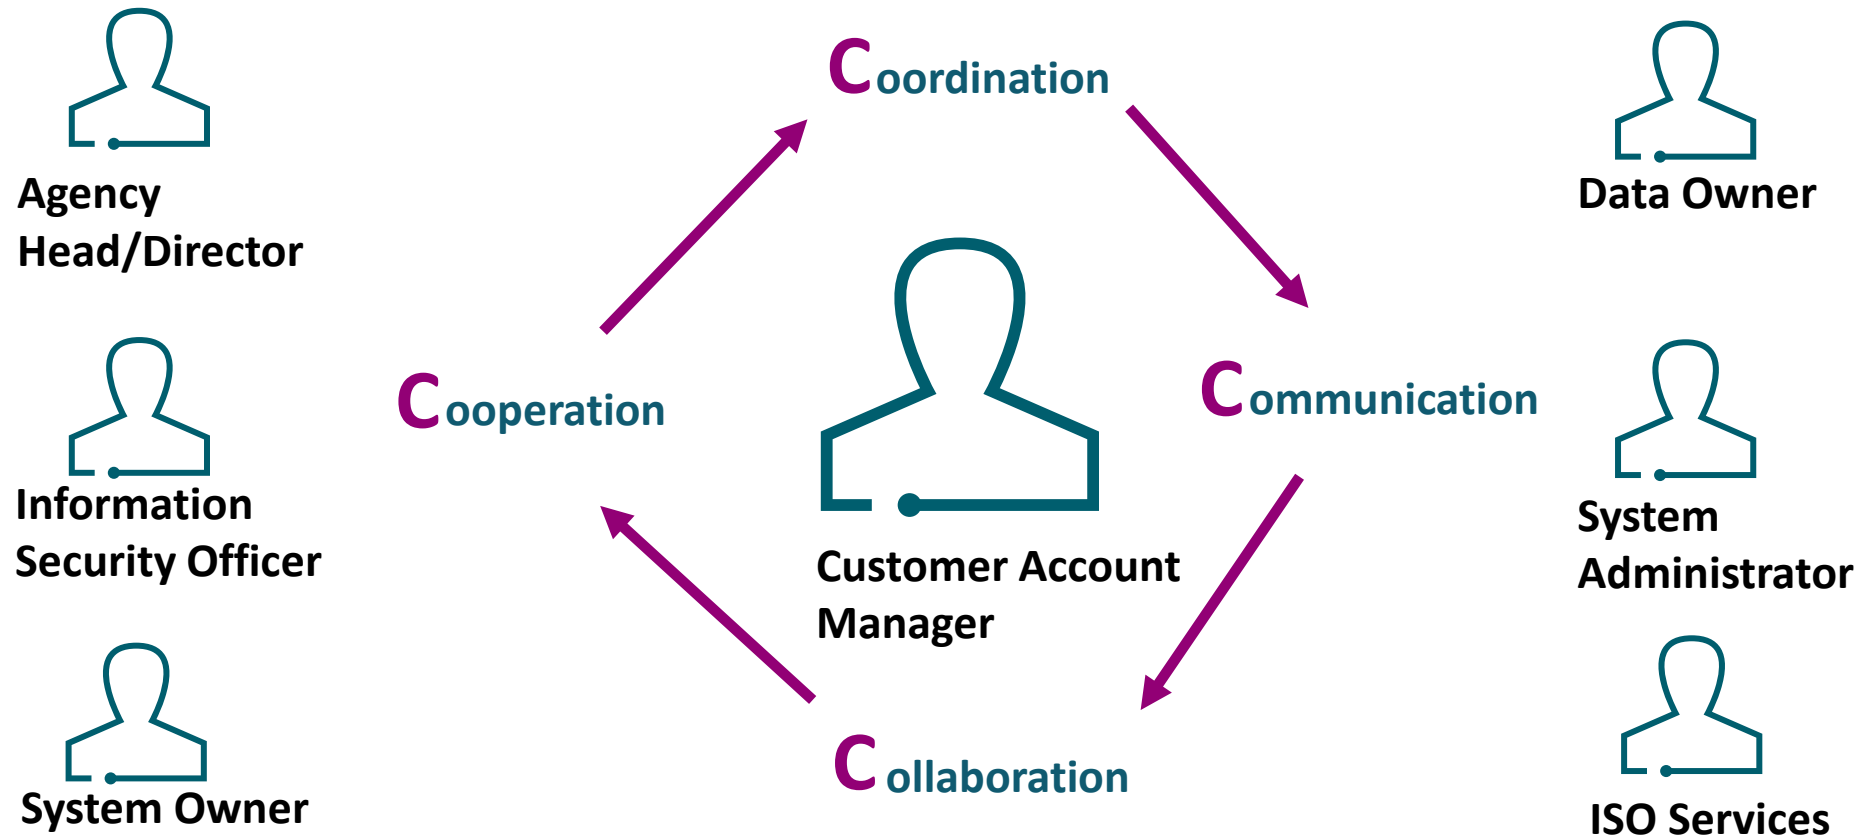 Coordination
Agency
Head/Director
Data Owner
Cooperation
Communication
Information
Security Officer
Customer Account
Manager
System
Administrator
Collaboration
System Owner
ISO Services